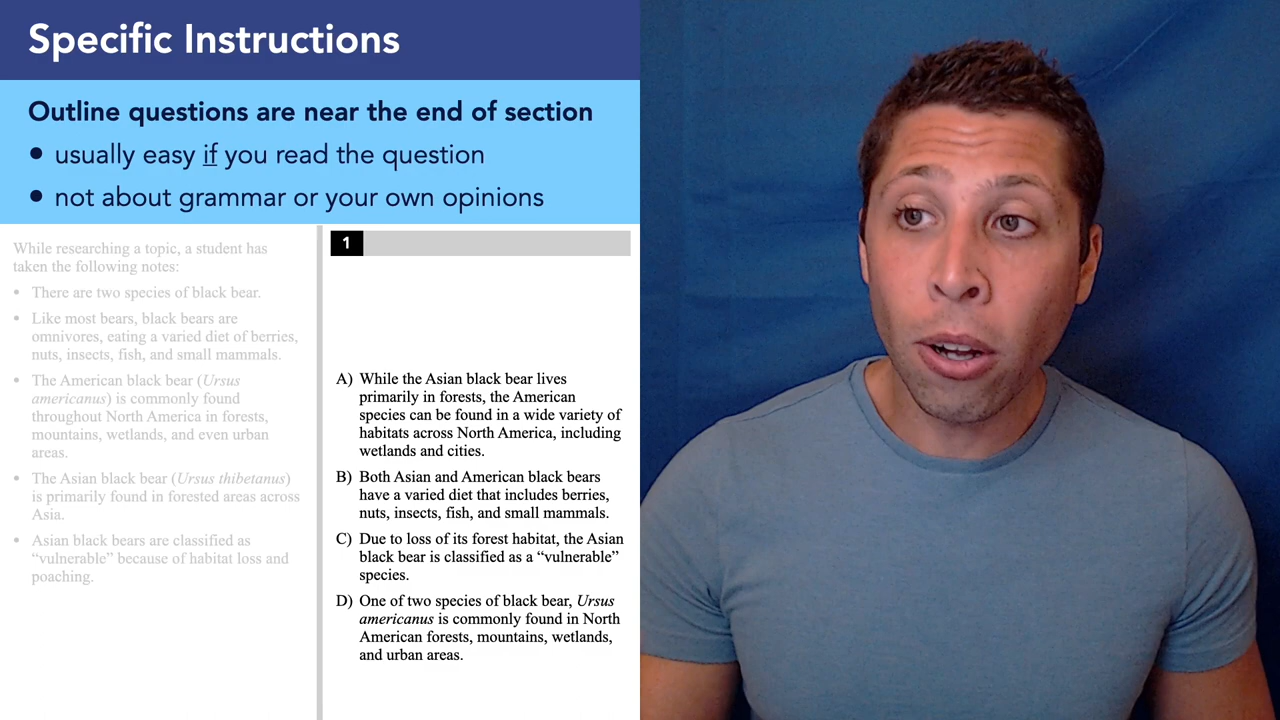 Specific Instructions
Outline questions are near the end of section
• usually easy if you read the question
• not about grammar or your own opinions
While researching a topic, a student has
taken the following notes:
• There are two species of black bear.
• Like most bears, black bears are
omnivores, eating a varied diet of berries,
nuts, insects, fish, and small mammals.
• The American black bear (Ursus
americanus) is commonly found
throughout North America in forests,
mountains, wetlands, and even urban
areas.
• The Asian black bear (Ursus thibetanus)
is primarily found in forested areas across
Asia.
• Asian black bears are classified as
“vulnerable” because of habitat loss and
poaching.
1
A) While the Asian black bear lives
primarily in forests, the American
species can be found in a wide variety of
habitats across North America, including
wetlands and cities.
B) Both Asian and American black bears
have a varied diet that includes berries,
nuts, insects, fish, and small mammals.
C) Due to loss of its forest habitat, the Asian
black bear is classified as a “vulnerable”
species.
D) One of two species of black bear, Ursus
americanus is commonly found in North
American forests, mountains, wetlands,
and urban areas.